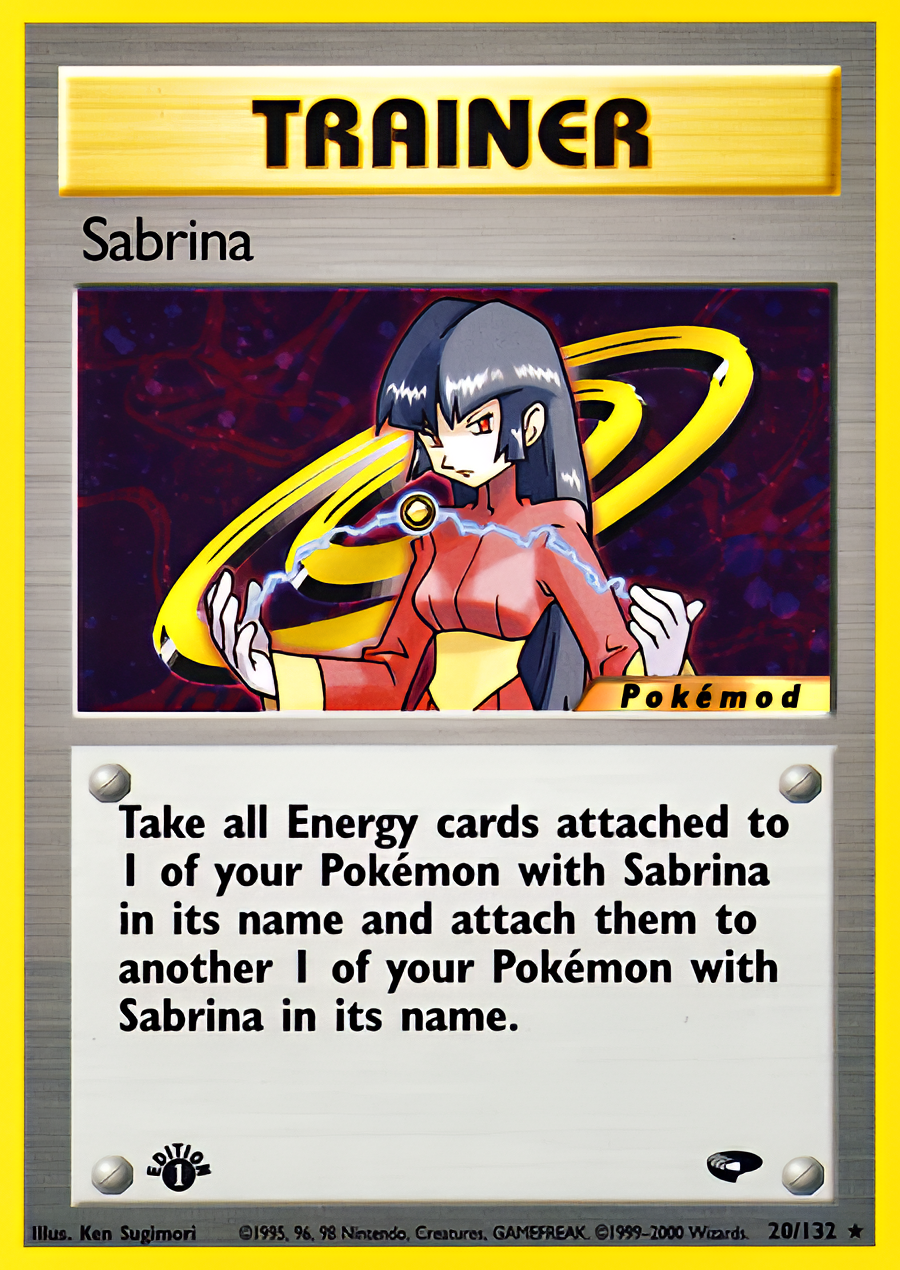 TRAINER
Sabrina
Pokémod
Take all Energy cards attached to
1 of your Pokémon with Sabrina
in its name and attach them to
another 1 of your Pokémon with
Sabrina in its name.
EDITION
1
Illus. Ken Sugimori ©1995, 96, 98 Nintendo, Creatures, GAMEFREAK. ©1999–2000 Wizards. 20/132 ★